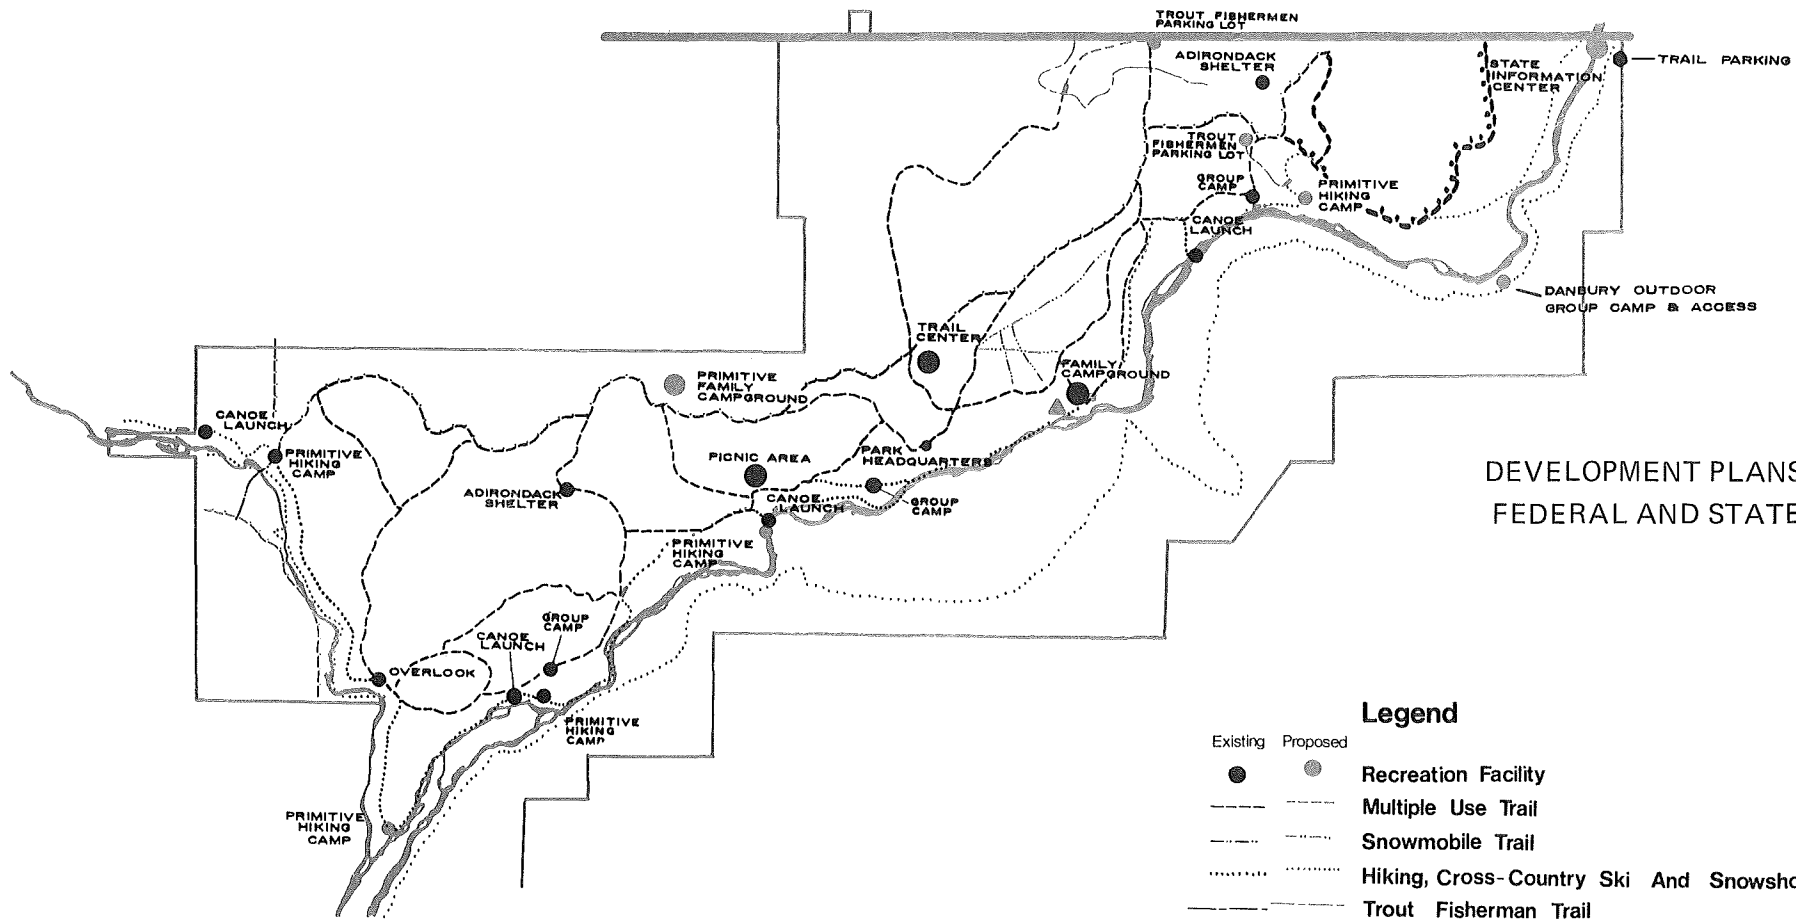 TROUT FISHERMEN
PARKING LOT
ADIRONDACK
SHELTER
STATE
INFORMATION
CENTER
TRAIL PARKING
TROUT
FISHERMEN
PARKING LOT
GROUP
CAMP
PRIMITIVE
HIKING
CAMP
CANOE
LAUNCH
DANBURY OUTDOOR
GROUP CAMP & ACCESS
TRAIL
CENTER
FAMILY
CAMPGROUND
PRIMITIVE
FAMILY
CAMPGROUND
CANOE
LAUNCH
PRIMITIVE
HIKING
CAMP
PICNIC AREA
PARK
HEADQUARTERS
ADIRONDACK
SHELTER
CANOE
LAUNCH
GROUP
CAMP
PRIMITIVE
HIKING
CAMP
DEVELOPMENT PLANS
FEDERAL AND STATE
GROUP
CAMP
CANOE
LAUNCH
OVERLOOK
PRIMITIVE
HIKING
CAMP
PRIMITIVE
HIKING
CAMP
Legend
Existing Proposed
Recreation Facility
Multiple Use Trail
Snowmobile Trail
Hiking, Cross-Country Ski And Snowsho
Trout Fisherman Trail